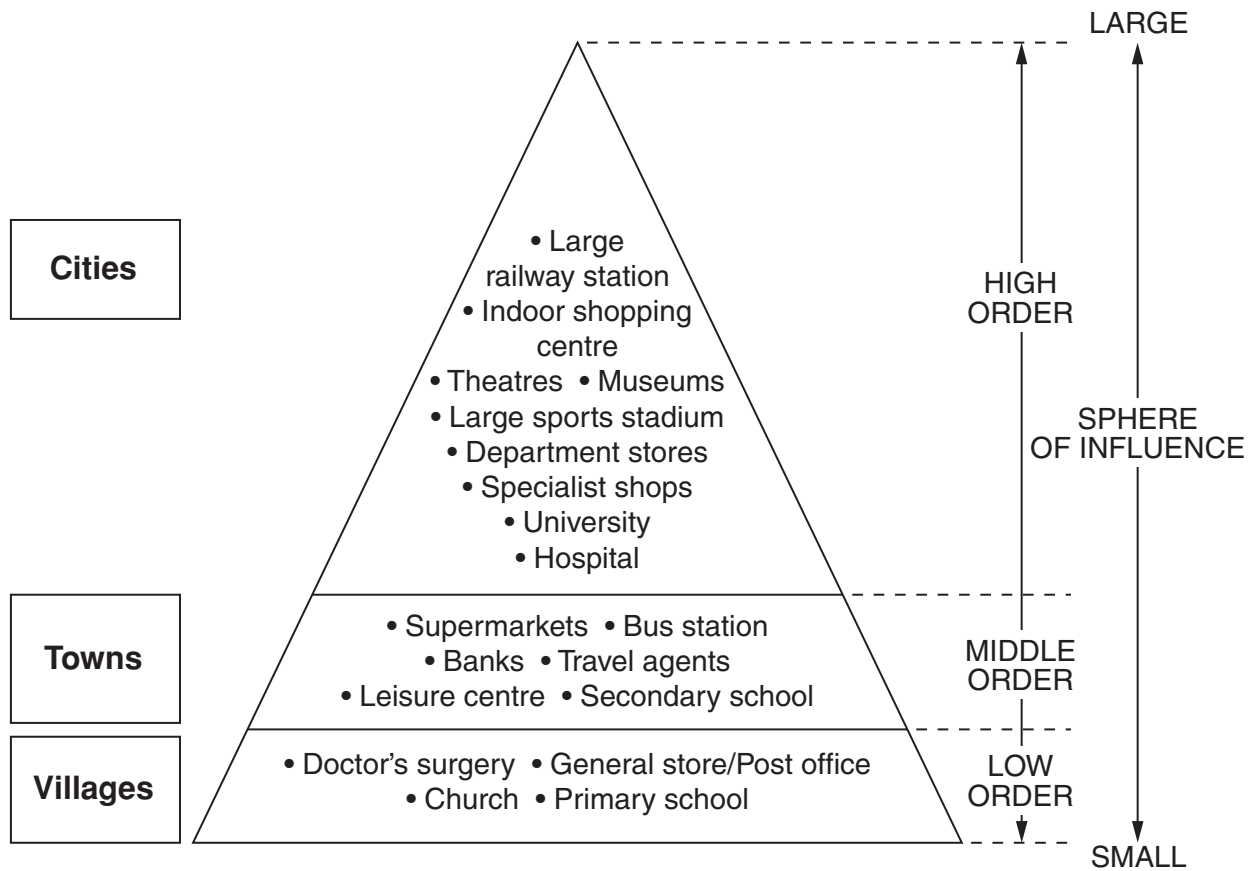 LARGE
Cities
• Large
railway station
• Indoor shopping
centre
• Theatres • Museums
• Large sports stadium
• Department stores
• Specialist shops
• University
• Hospital
HIGH
ORDER
SPHERE
OF INFLUENCE
Towns
• Supermarkets • Bus station
• Banks • Travel agents
• Leisure centre • Secondary school
MIDDLE
ORDER
Villages
• Doctor's surgery • General store/Post office
• Church • Primary school
LOW
ORDER
SMALL